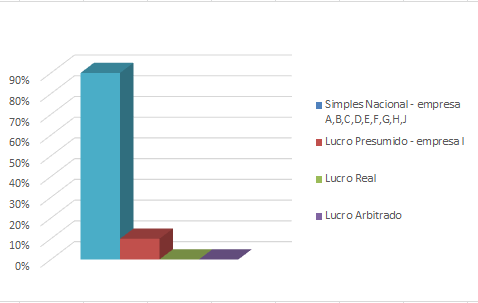 90%
80%
70%
60%
50%
40%
30%
20%
10%
0%
Simples Nacional - empresa
A,B,C,D,E,F,G,H,J
Lucro Presumido - empresa I
Lucro Real
Lucro Arbitrado